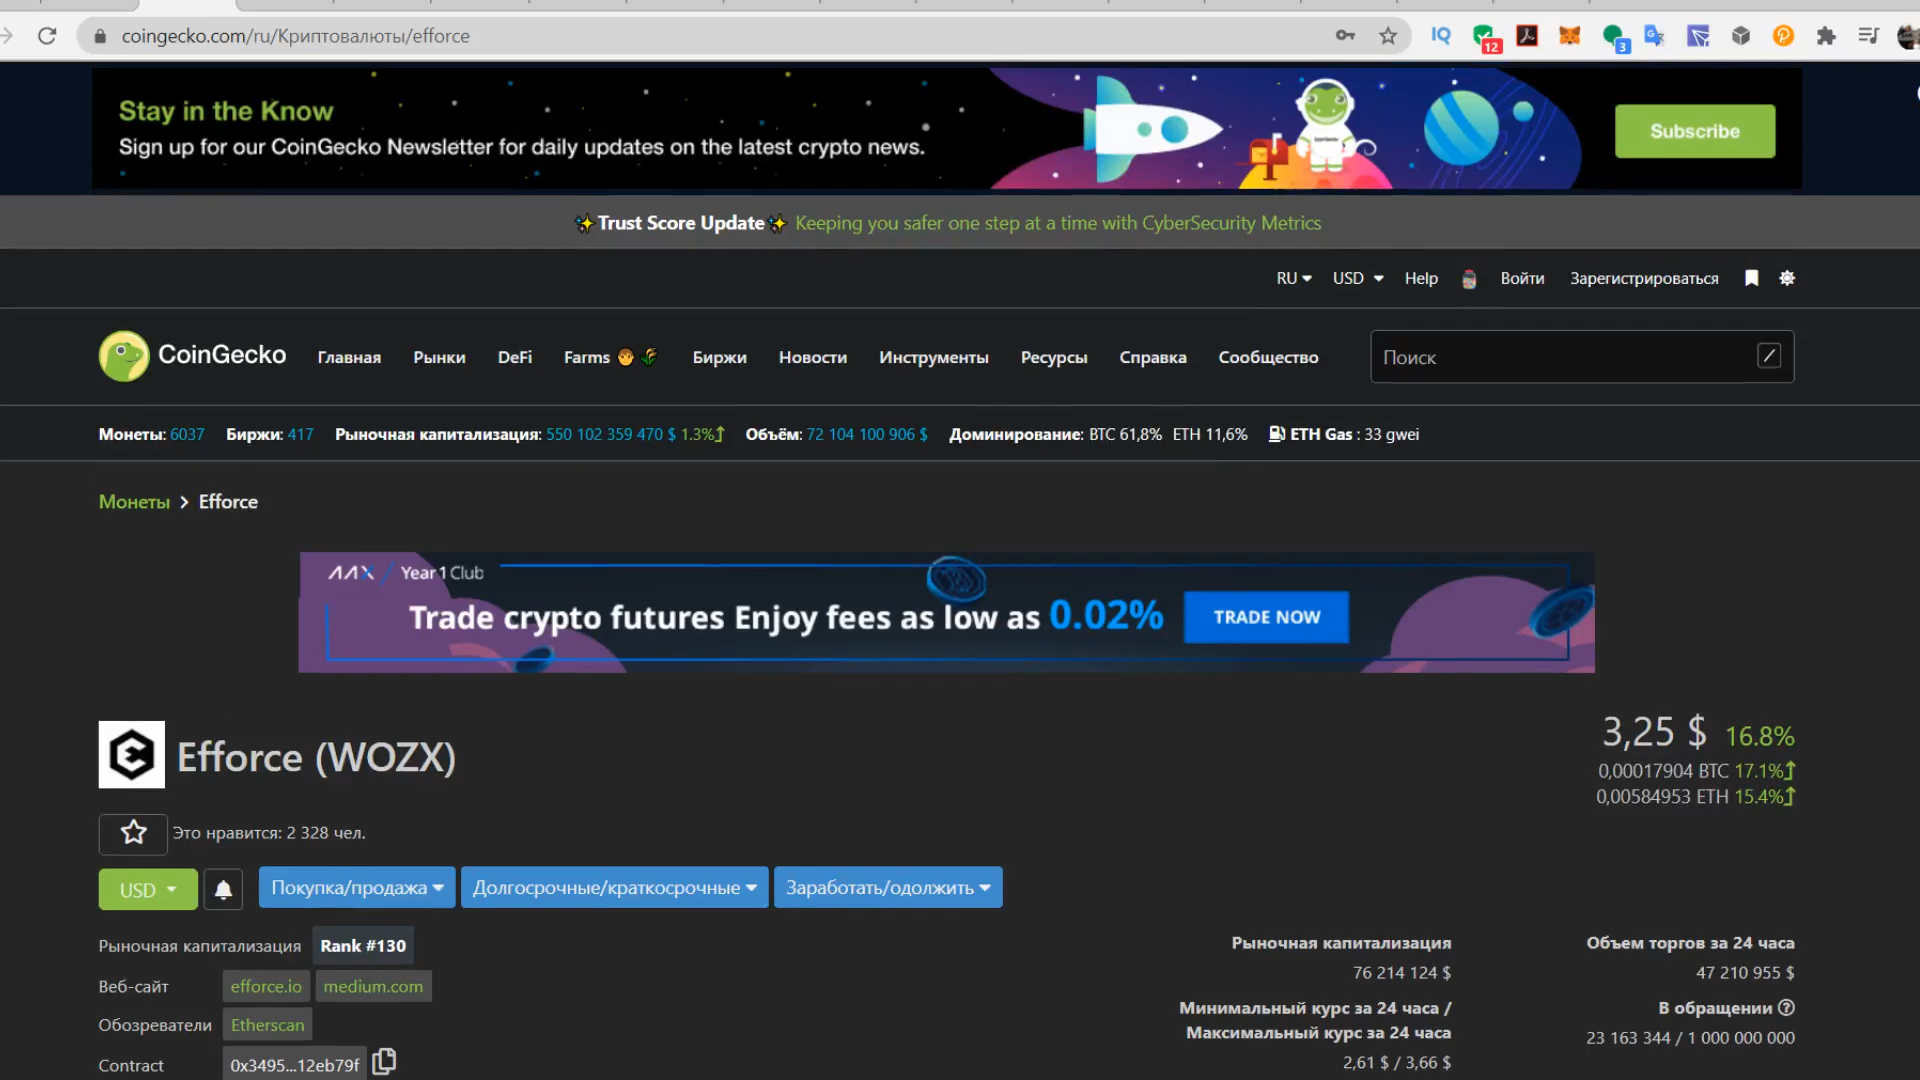 coingecko.com/ru/Криптовалюты/efforce
IQ
12
3
Stay in the Know
Sign up for our CoinGecko Newsletter for daily updates on the latest crypto news.
Subscribe
✨Trust Score Update✨ Keeping you safer one step at a time with CyberSecurity Metrics
RU USD Help Войти Зарегистрироваться
CoinGecko Главная Рынки DeFi Farms Биржи Новости Инструменты Ресурсы Справка Сообщество Поиск /
Монеты: 6037 Биржи: 417 Рыночная капитализация: 550 102 359 470 $ 1.3% Объём: 72 104 100 906 $ Доминирование: BTC 61,8% ETH 11,6% ETH Gas : 33 gwei
Монеты > Efforce
AAX Year 1 Club
Trade crypto futures Enjoy fees as low as 0.02% TRADE NOW
Efforce (WOZX)
3,25 $ 16.8%
0,00017904 BTC 17.1%
0,00584953 ETH 15.4%
Это нравится: 2 328 чел.
USD Покупка/продажа Долгосрочные/краткосрочные Заработать/одолжить
Рыночная капитализация Rank #130
Веб-сайт efforce.io medium.com
Обозреватели Etherscan
Contract 0x3495...12eb79f
Рыночная капитализация
76 214 124 $
Минимальный курс за 24 часа /
Максимальный курс за 24 часа
2,61 $ / 3,66 $
Объем торгов за 24 часа
47 210 955 $
В обращении ?
23 163 344 / 1 000 000 000